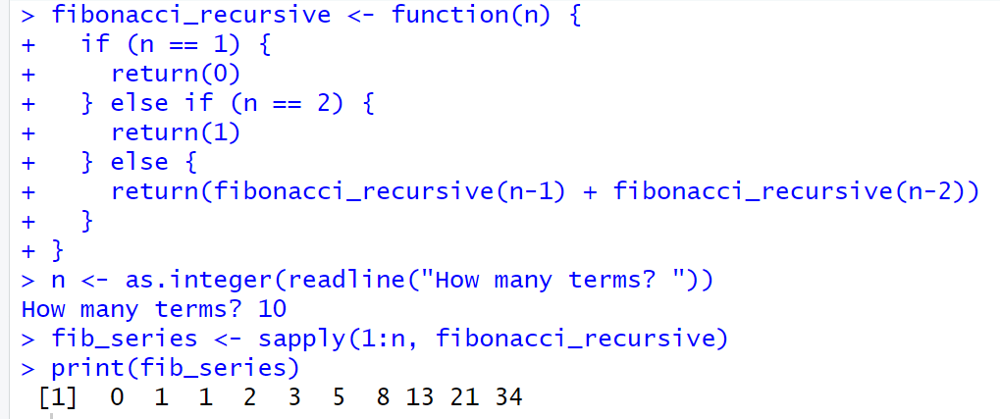 > fibonacci_recursive <- function(n) {
+   if (n == 1) {
+     return(0)
+   } else if (n == 2) {
+     return(1)
+   } else {
+     return(fibonacci_recursive(n-1) + fibonacci_recursive(n-2))
+   }
+ }
> n <- as.integer(readline("How many terms? "))
How many terms? 10
> fib_series <- sapply(1:n, fibonacci_recursive)
> print(fib_series)
 [1]  0  1  1  2  3  5  8 13 21 34